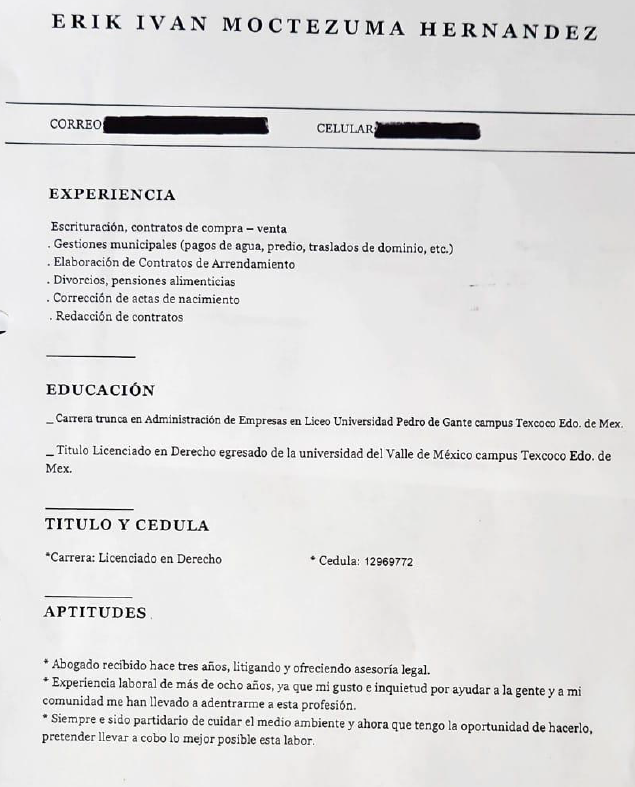 ERIK IVAN MOCTEZUMA HERNANDEZ
CORREO: CELULAR:
EXPERIENCIA
Escrituración, contratos de compra – venta
. Gestiones municipales (pagos de agua, predio, traslados de dominio, etc.)
. Elaboración de Contratos de Arrendamiento
. Divorcios, pensiones alimenticias
. Corrección de actas de nacimiento
. Redacción de contratos
EDUCACIÓN
_ Carrera trunca en Administración de Empresas en Liceo Universidad Pedro de Gante campus Texcoco Edo. de Mex.
_ Titulo Licenciado en Derecho egresado de la universidad del Valle de México campus Texcoco Edo. de
Mex.
TITULO Y CEDULA
*Carrera: Licenciado en Derecho * Cedula: 12969772
APTITUDES
* Abogado recibido hace tres años, litigando y ofreciendo asesoría legal.
* Experiencia laboral de más de ocho años, ya que mi gusto e inquietud por ayudar a la gente y a mi
comunidad me han llevado a adentrarme a esta profesión.
* Siempre e sido partidario de cuidar el medio ambiente y ahora que tengo la oportunidad de hacerlo,
pretender llevar a cobo lo mejor posible esta labor.